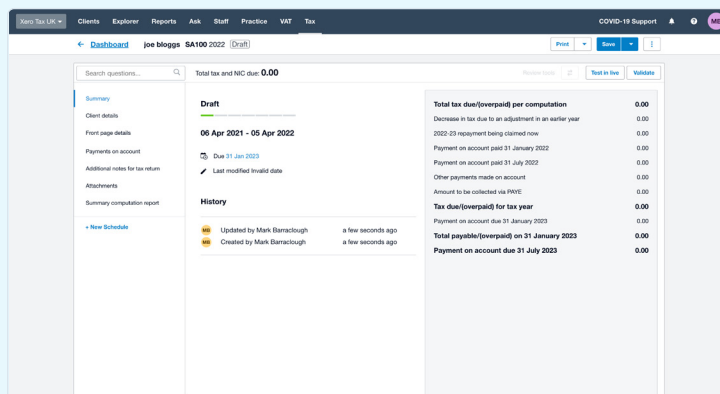 Xero Tax UK Clients Explorer Reports Ask Staff Practice VAT Tax COVID-19 Support ? MB
← Dashboard joe bloggs SA100 2022 Draft Print Save
Search questions... Total tax and NIC due: 0.00 Test in live Validate
Summary
Client details
Front page details
Payments on account
Additional notes for tax return
Attachments
Summary computation report
+ New Schedule
Draft
06 Apr 2021 - 05 Apr 2022
Due 31 Jan 2023
Last modified Invalid date
History
MB Updated by Mark Barraclough a few seconds ago
MB Created by Mark Barraclough a few seconds ago
Total tax due/(overpaid) per computation 0.00
Decrease in tax due to an adjustment in an earlier year 0.00
2022-23 repayment being claimed now 0.00
Payment on account paid 31 January 2022 0.00
Payment on account paid 31 July 2022 0.00
Other payments made on account 0.00
Amount to be collected via PAYE 0.00
Tax due/(overpaid) for tax year 0.00
Payment on account due 31 January 2023 0.00
Total payable/(overpaid) on 31 January 2023 0.00
Payment on account due 31 July 2023 0.00